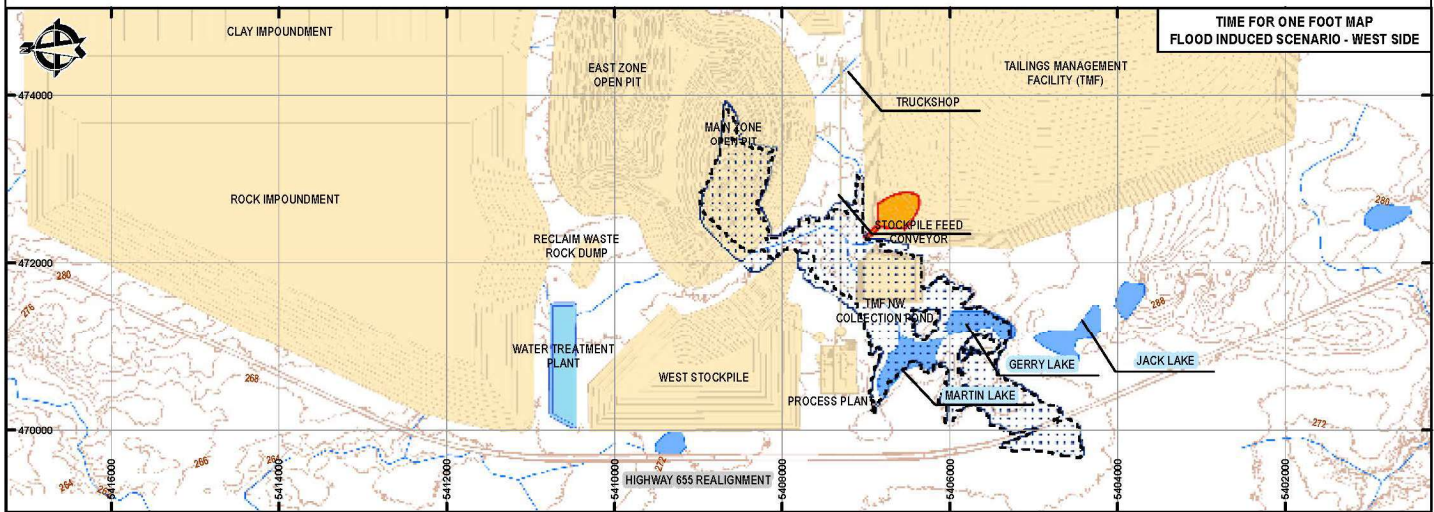 TIME FOR ONE FOOT MAP
FLOOD INDUCED SCENARIO - WEST SIDE
CLAY IMPOUNDMENT
EAST ZONE
OPEN PIT
TAILINGS MANAGEMENT
FACILITY (TMF)
474000
TRUCKSHOP
MAIN ZONE
OPEN PIT
ROCK IMPOUNDMENT
280
STOCKPILE FEED
CONVEYOR
RECLAIM WASTE
ROCK DUMP
472000
280
276
288
TMF NW
COLLECTION POND
WATER TREATMENT
PLANT
GERRY LAKE
JACK LAKE
268
WEST STOCKPILE
MARTIN LAKE
PROCESS PLAN
470000
272
266
264
264
272
HIGHWAY 655 REALIGNMENT
5416000
5414000
5412000
5410000
5408000
5406000
5404000
5402000